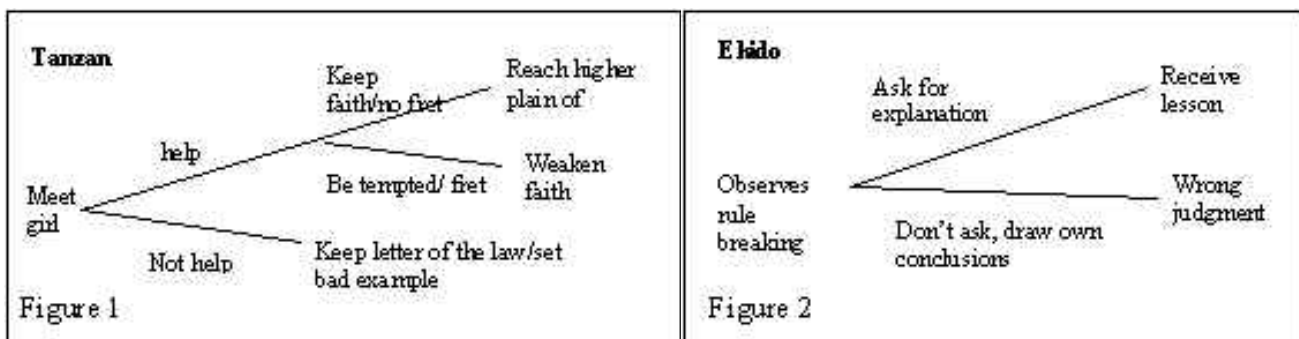 Tanzan
Keep
faith/no fret
Reach higher
plain of
help
Be tempted/ fret
Weaken
faith
Meet
girl
Not help
Keep letter of the law/set
bad example
Figure 1
Ekido
Ask for
explanation
Receive
lesson
Observes
rule
breaking
Wrong
judgment
Don't ask, draw own
conclusions
Figure 2